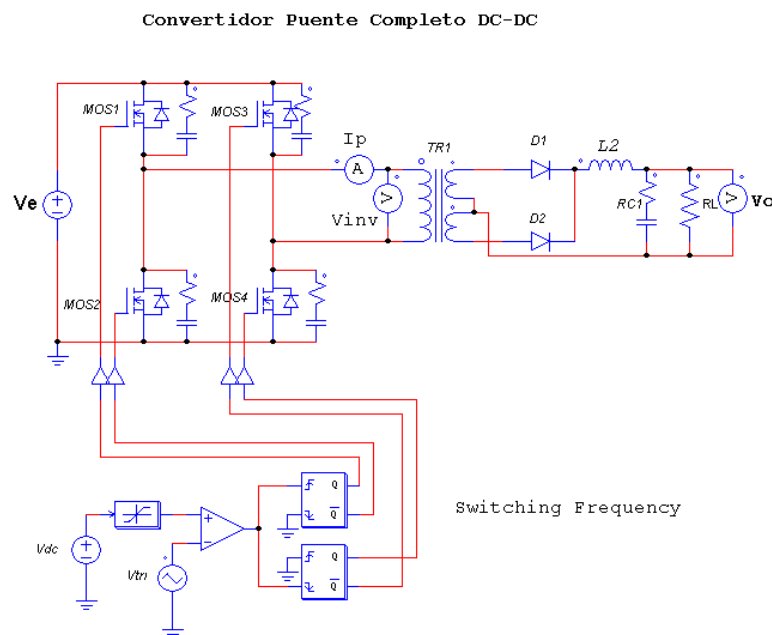 Convertidor Puente Completo DC-DC
MOS1
MOS3
Ip
A
TR1
D1
L2
Ve
V
Vinv
RC1
RL
V
Vo
D2
MOS2
MOS4
Q
Q
Switching Frequency
Vdc
Vtri
Q
Q